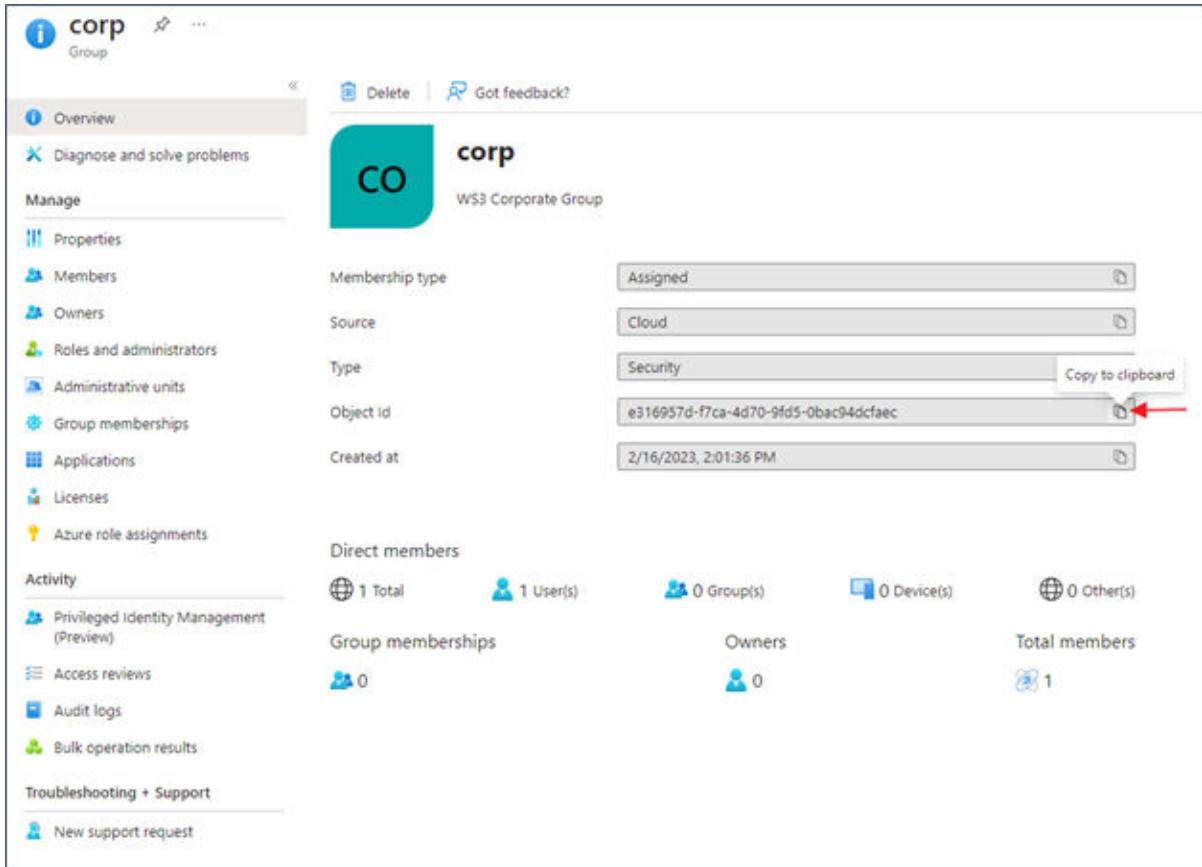 corp
Group
Delete
Got feedback?
Overview
Diagnose and solve problems
Manage
Properties
Members
Owners
Roles and administrators
Administrative units
Group memberships
Applications
Licenses
Azure role assignments
Activity
Privileged Identity Management
(Preview)
Access reviews
Audit logs
Bulk operation results
Troubleshooting + Support
New support request
CO
corp
WS3 Corporate Group
Membership type
Assigned
Source
Cloud
Type
Security
Copy to clipboard
Object Id
e316957d-f7ca-4d70-9fd5-0bac94dcfaec
Created at
2/16/2023, 2:01:36 PM
Direct members
1 Total
1 User(s)
0 Group(s)
0 Device(s)
0 Other(s)
Group memberships
0
Owners
0
Total members
1